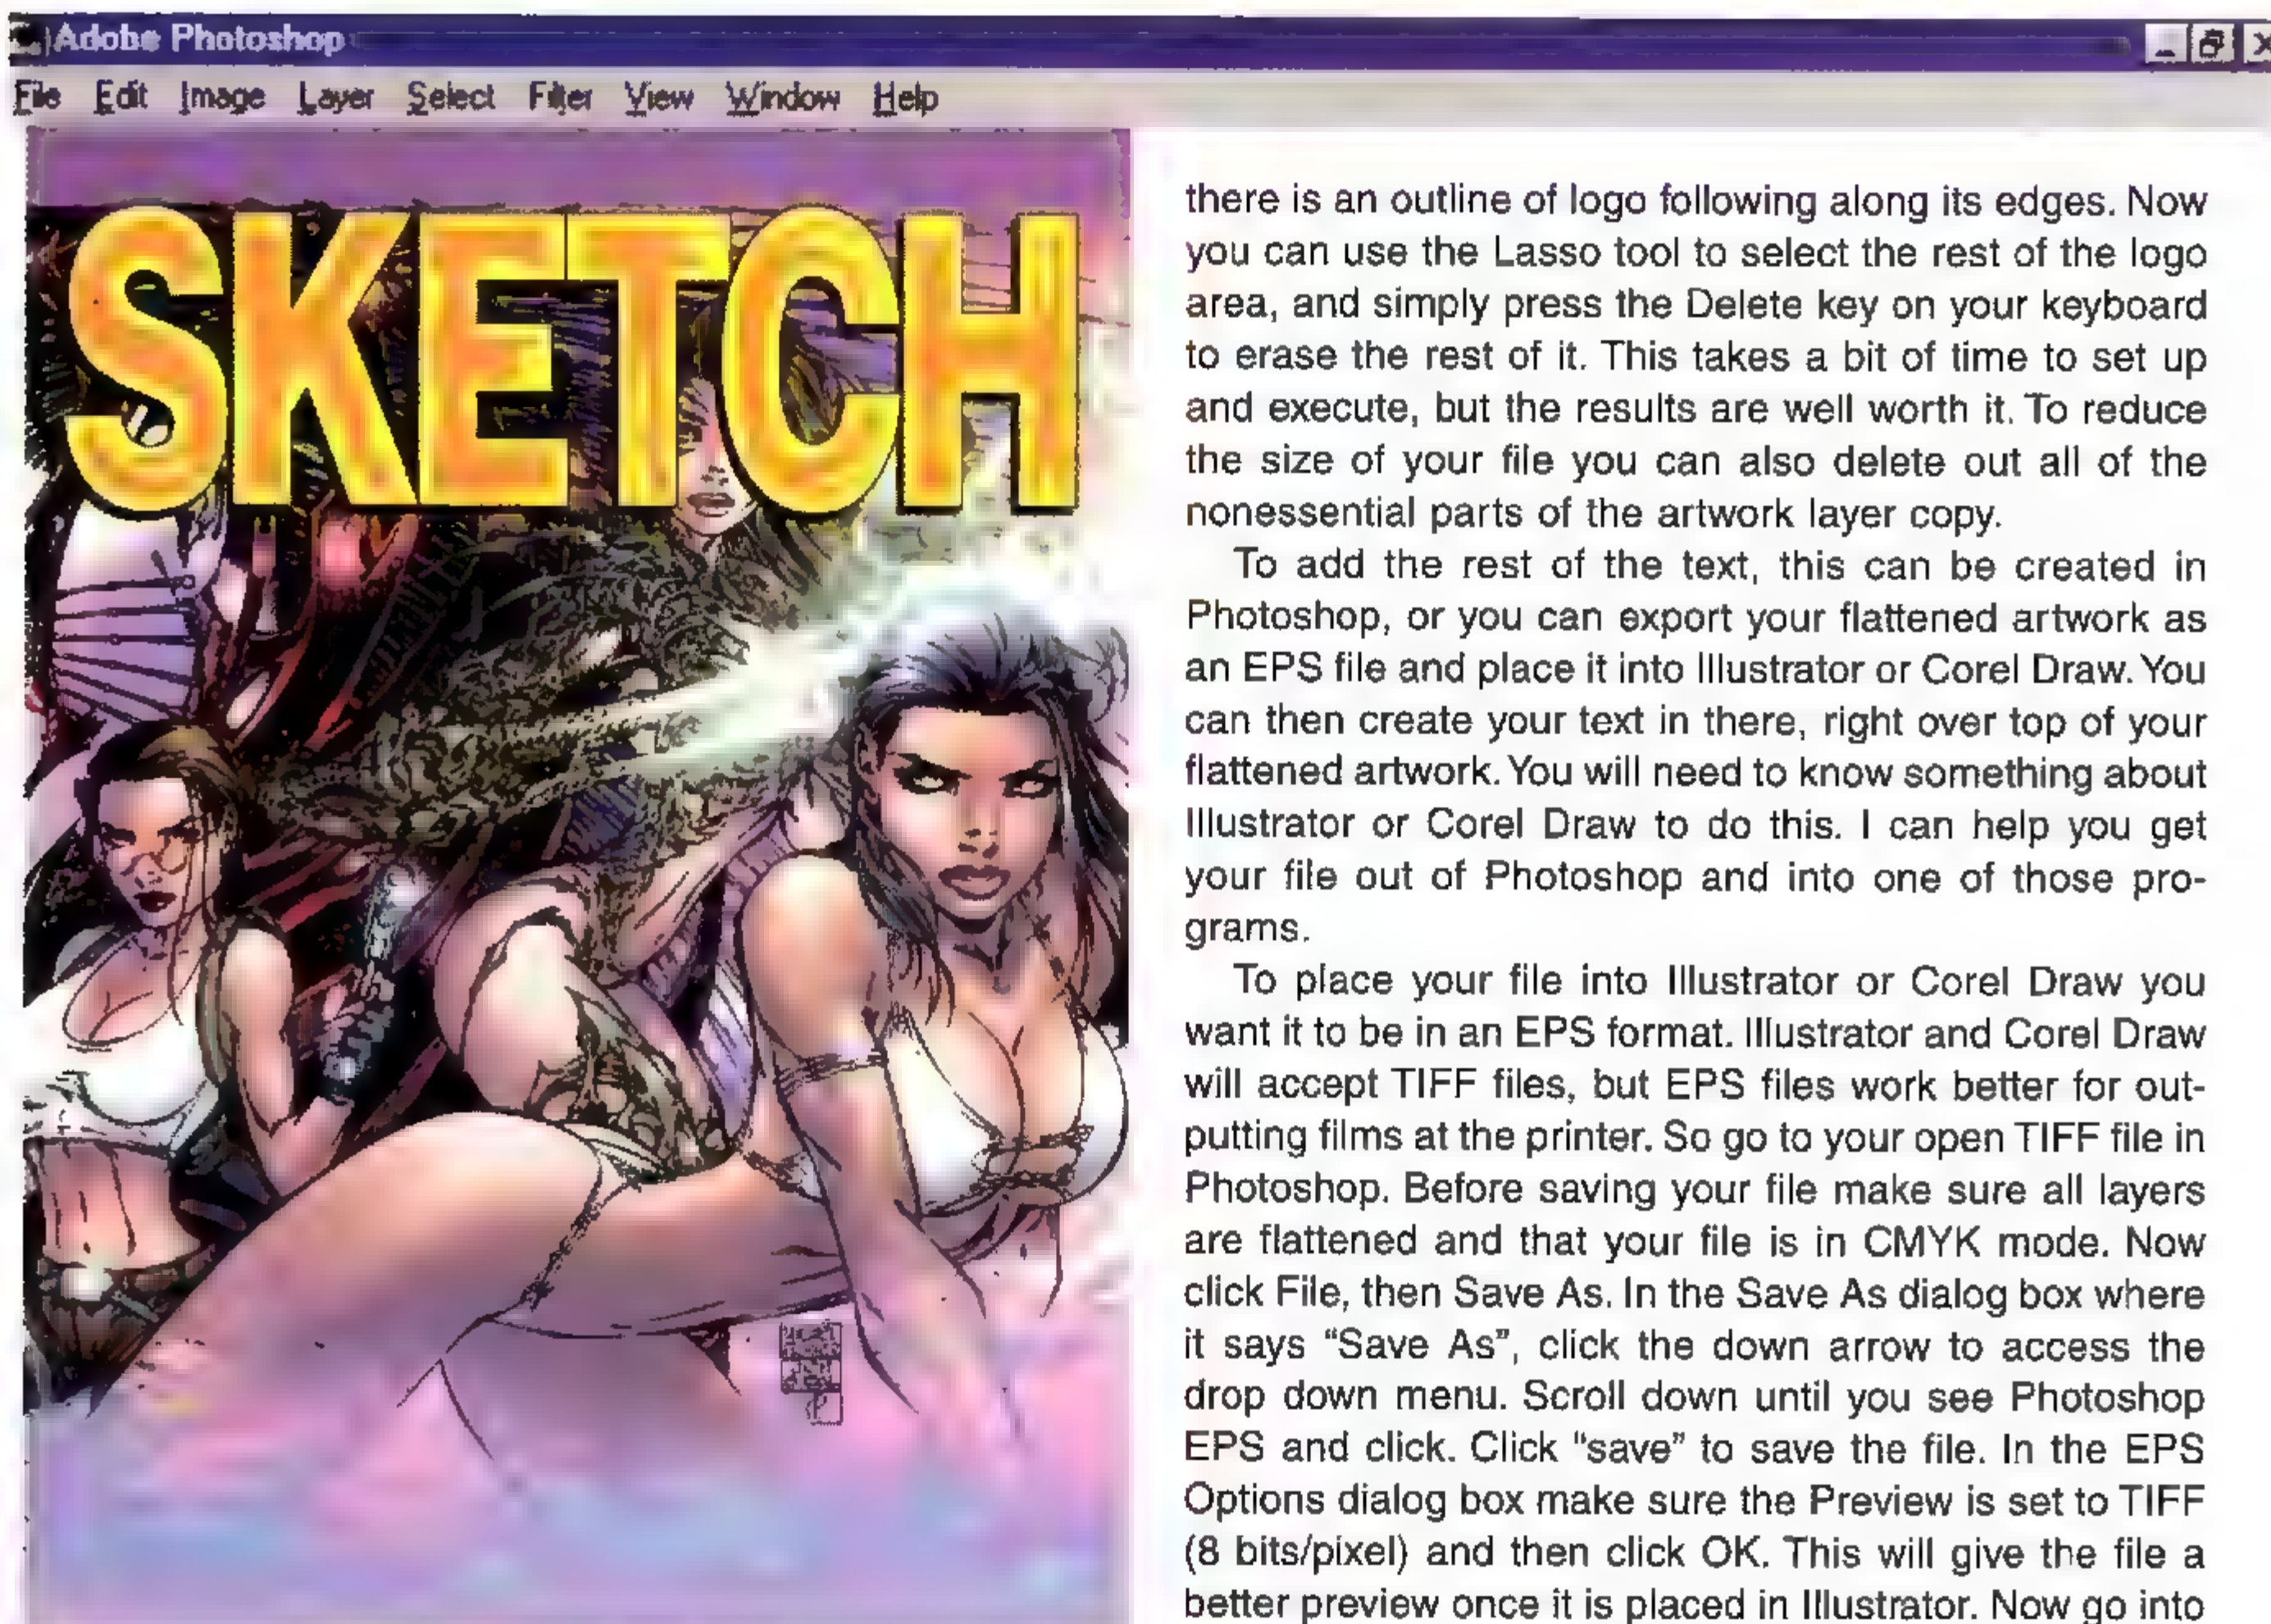 Adobe Photoshop
File Edit Image Layer Select Filter View Window Help
SKETCH
there is an outline of logo following along its edges. Now
you can use the Lasso tool to select the rest of the logo
area, and simply press the Delete key on your keyboard
to erase the rest of it. This takes a bit of time to set up
and execute, but the results are well worth it. To reduce
the size of your file you can also delete out all of the
nonessential parts of the artwork layer copy.
To add the rest of the text, this can be created in
Photoshop, or you can export your flattened artwork as
an EPS file and place it into Illustrator or Corel Draw. You
can then create your text in there, right over top of your
flattened artwork. You will need to know something about
Illustrator or Corel Draw to do this. I can help you get
your file out of Photoshop and into one of those pro-
grams.
To place your file into Illustrator or Corel Draw you
want it to be in an EPS format. Illustrator and Corel Draw
will accept TIFF files, but EPS files work better for out-
putting films at the printer. So go to your open TIFF file in
Photoshop. Before saving your file make sure all layers
are flattened and that your file is in CMYK mode. Now
click File, then Save As. In the Save As dialog box where
it says “Save As”, click the down arrow to access the
drop down menu. Scroll down until you see Photoshop
EPS and click. Click “save” to save the file. In the EPS
Options dialog box make sure the Preview is set to TIFF
(8 bits/pixel) and then click OK. This will give the file a
better preview once it is placed in Illustrator. Now go into